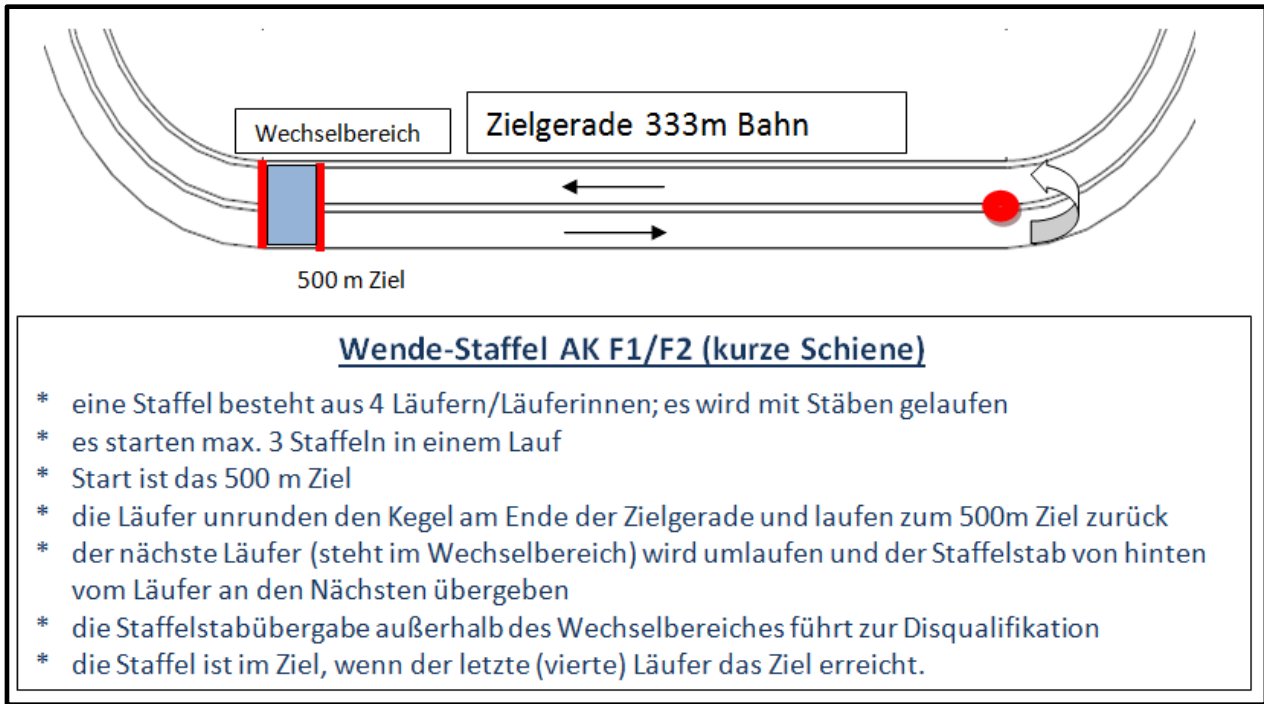 Wechselbereich
Zielgerade 333m Bahn
500 m Ziel
Wende-Staffel AK F1/F2 (kurze Schiene)
* eine Staffel besteht aus 4 Läufern/Läuferinnen; es wird mit Stäben gelaufen
* es starten max. 3 Staffeln in einem Lauf
* Start ist das 500 m Ziel
* die Läufer unrunden den Kegel am Ende der Zielgerade und laufen zum 500m Ziel zurück
* der nächste Läufer (steht im Wechselbereich) wird umlaufen und der Staffelstab von hinten
vom Läufer an den Nächsten übergeben
* die Staffelstabübergabe außerhalb des Wechselbereiches führt zur Disqualifikation
* die Staffel ist im Ziel, wenn der letzte (vierte) Läufer das Ziel erreicht.